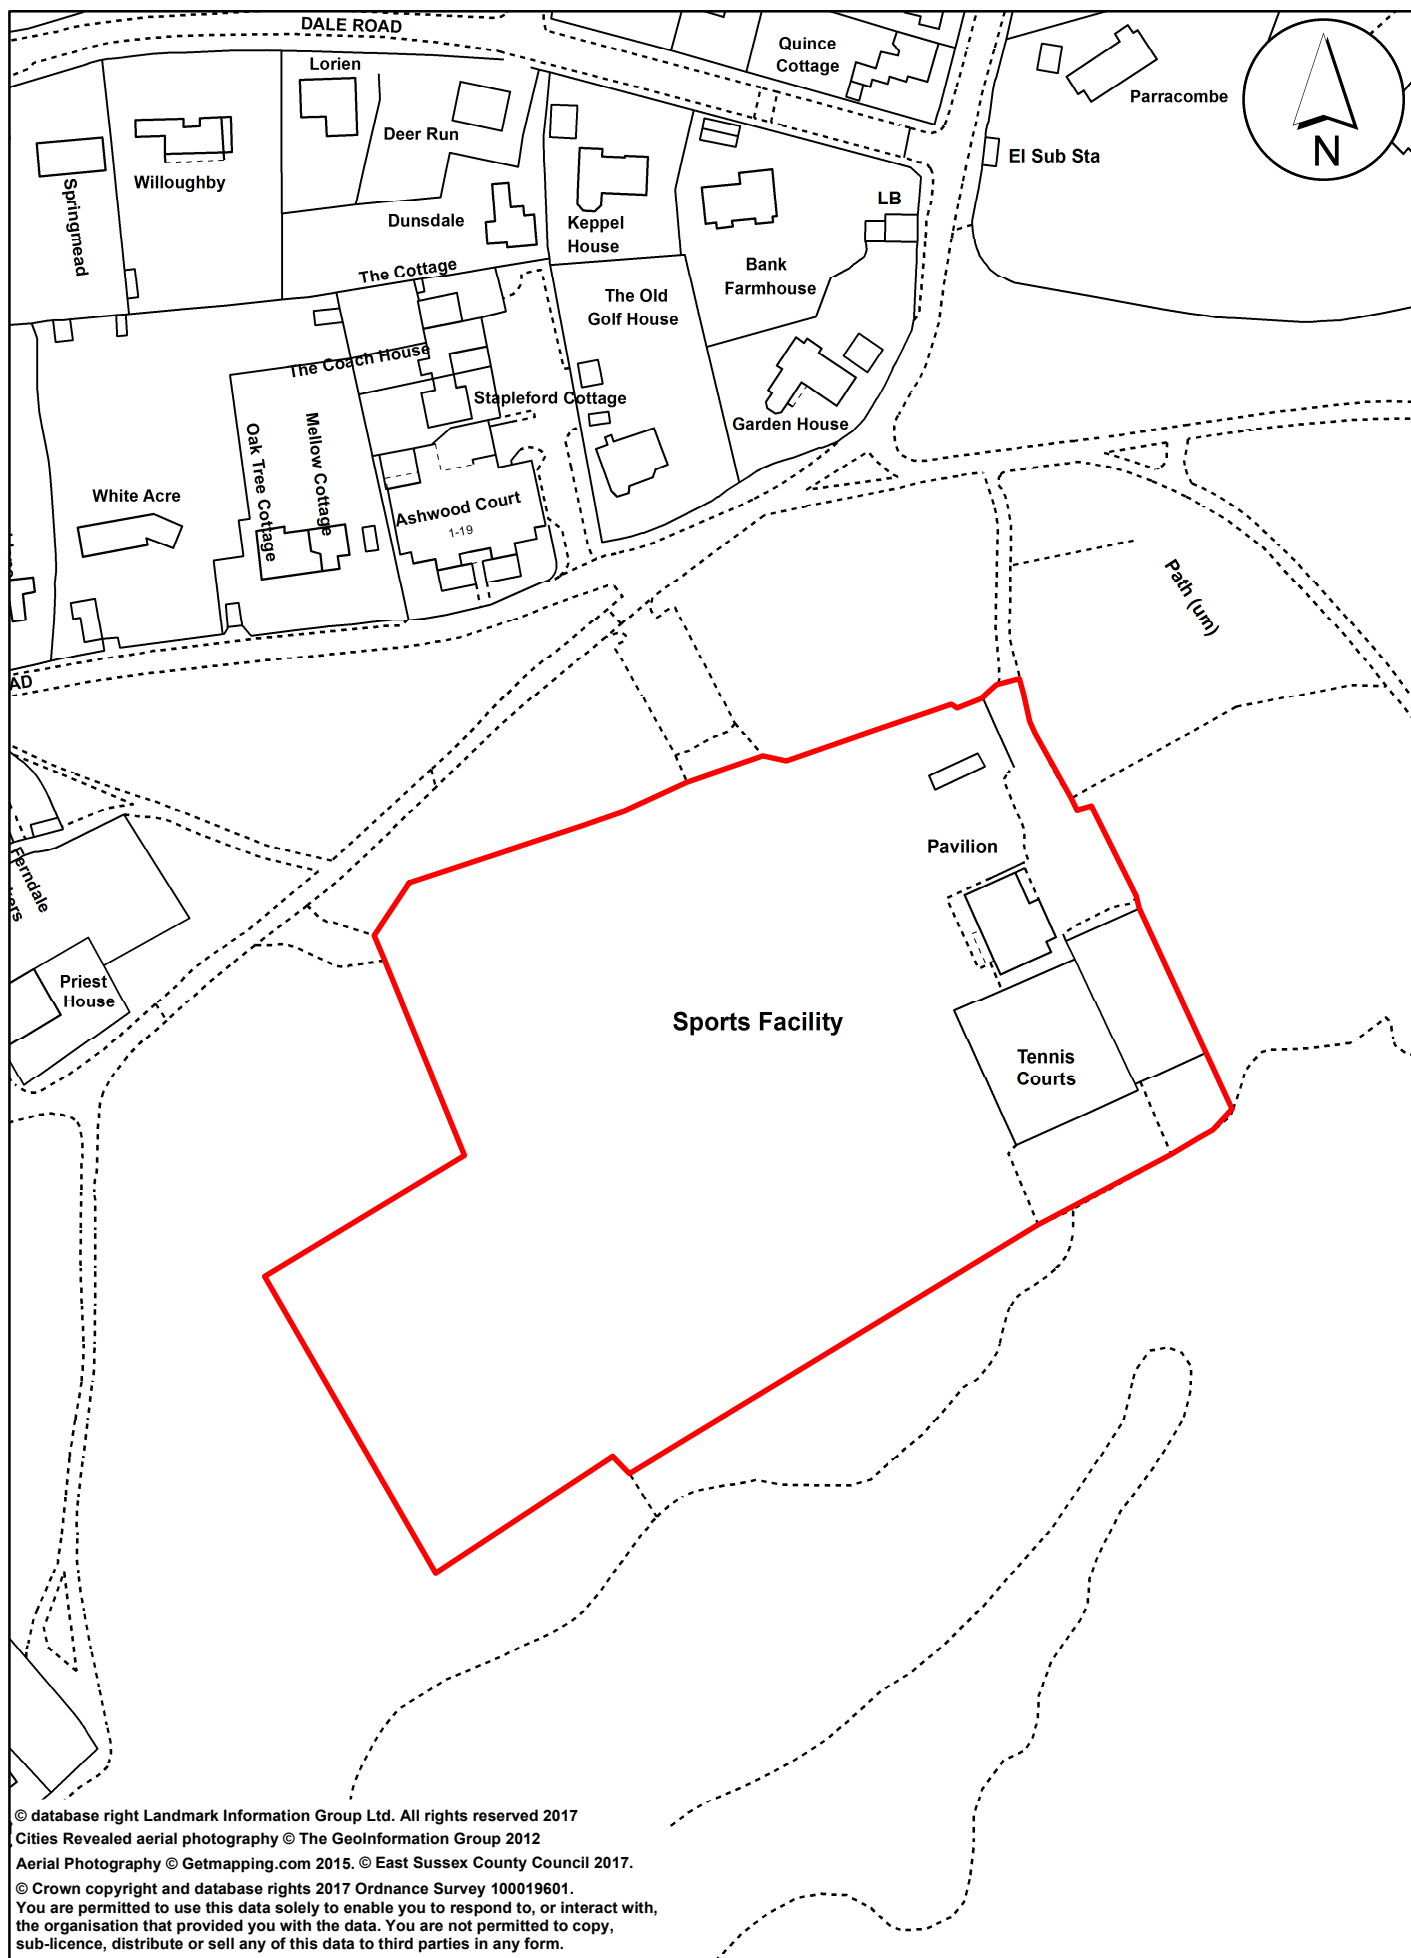 DALE ROAD
Quince
Cottage
Lorien
Parracombe
Deer Run
N
El Sub Sta
Willoughby
Springmead
LB
Dunsdale
Keppel
House
The Cottage
Bank
Farmhouse
The Old
Golf House
The Coach House
Stapleford Cottage
Garden House
Oak Tree Cottage
Mellow Cottage
White Acre
Ashwood Court
1-19
Path (um)
AD
Pavilion
Ferndale
Priest
House
Sports Facility
Tennis
Courts
© database right Landmark Information Group Ltd. All rights reserved 2017
Cities Revealed aerial photography © The GeoInformation Group 2012
Aerial Photography © Getmapping.com 2015. © East Sussex County Council 2017.
© Crown copyright and database rights 2017 Ordnance Survey 100019601.
You are permitted to use this data solely to enable you to respond to, or interact with,
the organisation that provided you with the data. You are not permitted to copy,
sub-licence, distribute or sell any of this data to third parties in any form.